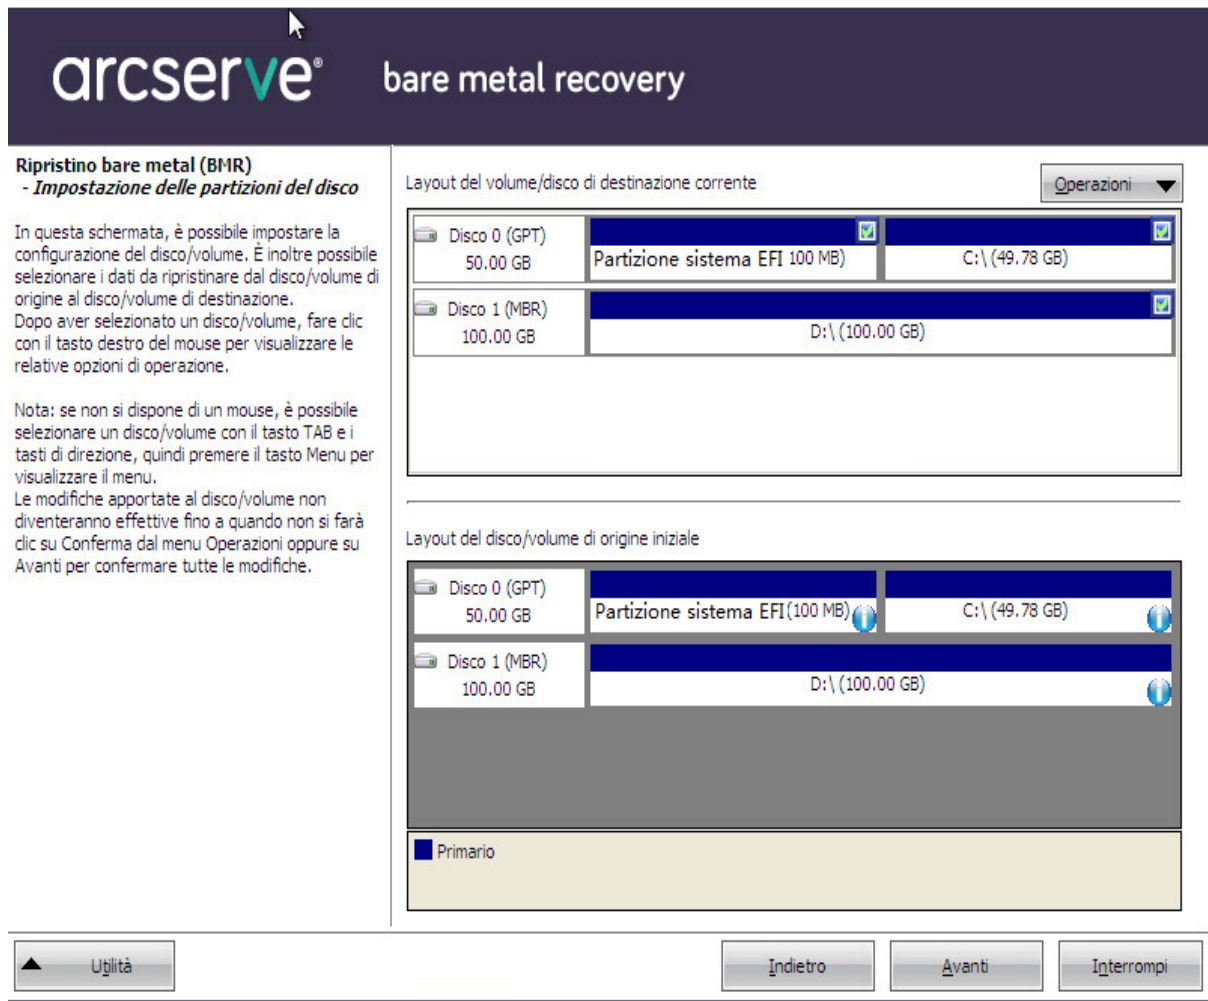 arcserve® bare metal recovery
Ripristino bare metal (BMR)
- Impostazione delle partizioni del disco
In questa schermata, è possibile impostare la
configurazione del disco/volume. È inoltre possibile
selezionare i dati da ripristinare dal disco/volume di
origine al disco/volume di destinazione.
Dopo aver selezionato un disco/volume, fare clic
con il tasto destro del mouse per visualizzare le
relative opzioni di operazione.
Nota: se non si dispone di un mouse, è possibile
selezionare un disco/volume con il tasto TAB e i
tasti di direzione, quindi premere il tasto Menu per
visualizzare il menu.
Le modifiche apportate al disco/volume non
diventeranno effettive fino a quando non si farà
clic su Conferma dal menu Operazioni oppure su
Avanti per confermare tutte le modifiche.
Layout del volume/disco di destinazione corrente
Operazioni
Disco 0 (GPT)
50.00 GB
Partizione sistema EFI 100 MB)
C:\ (49.78 GB)
Disco 1 (MBR)
100.00 GB
D:\ (100.00 GB)
Layout del disco/volume di origine iniziale
Disco 0 (GPT)
50.00 GB
Partizione sistema EFI(100 MB)
C:\ (49.78 GB)
Disco 1 (MBR)
100.00 GB
D:\ (100.00 GB)
Primario
Utilità
Indietro
Avanti
Interrompi